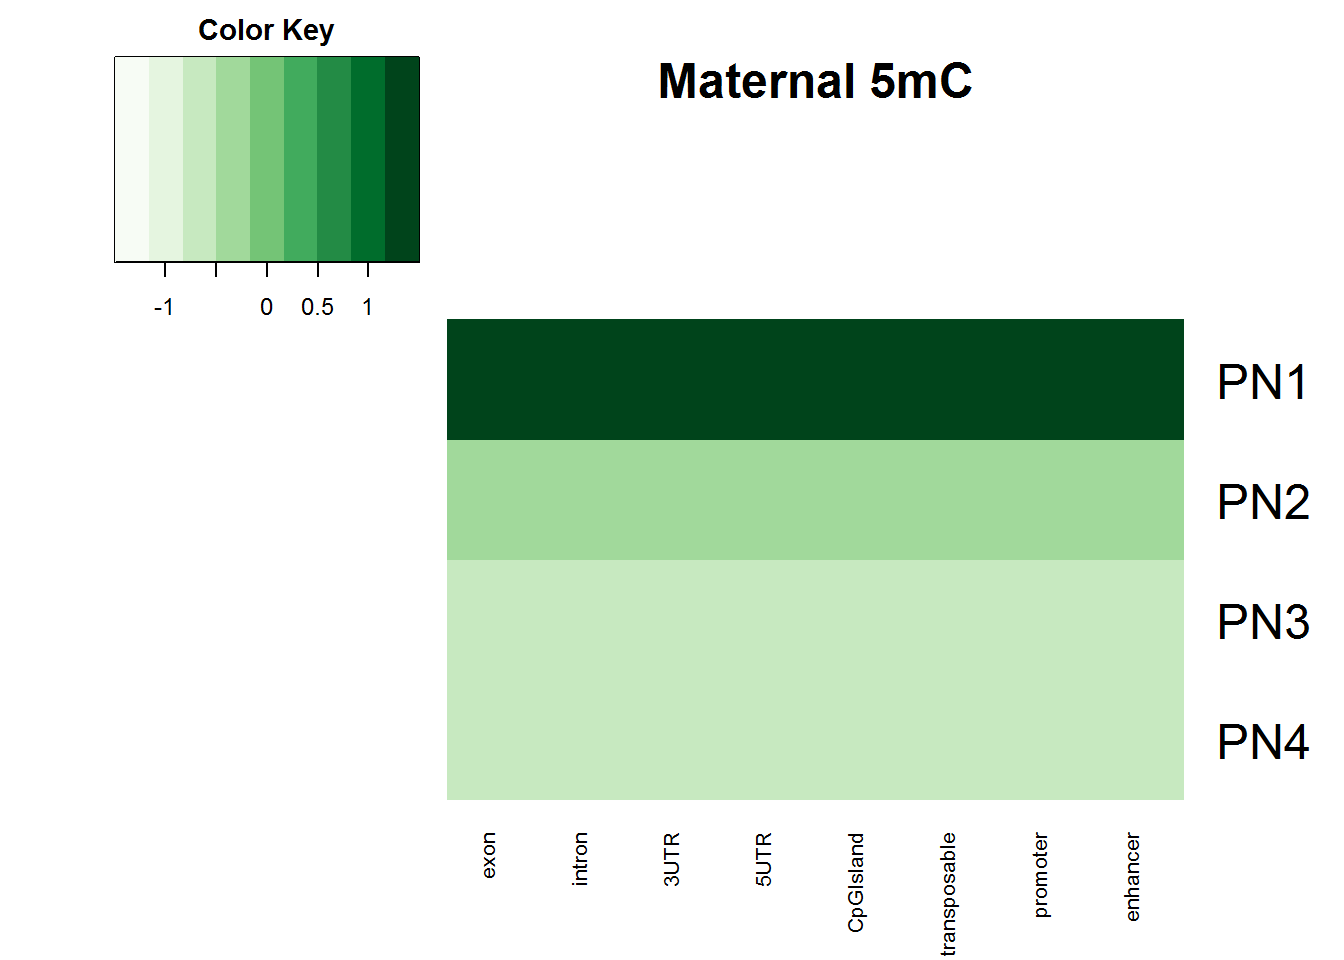 Color Key
Maternal 5mC
-1 0 0.5 1
PN1
PN2
PN3
PN4
exon
intron
3UTR
5UTR
CpGIsland
transposable
promoter
enhancer